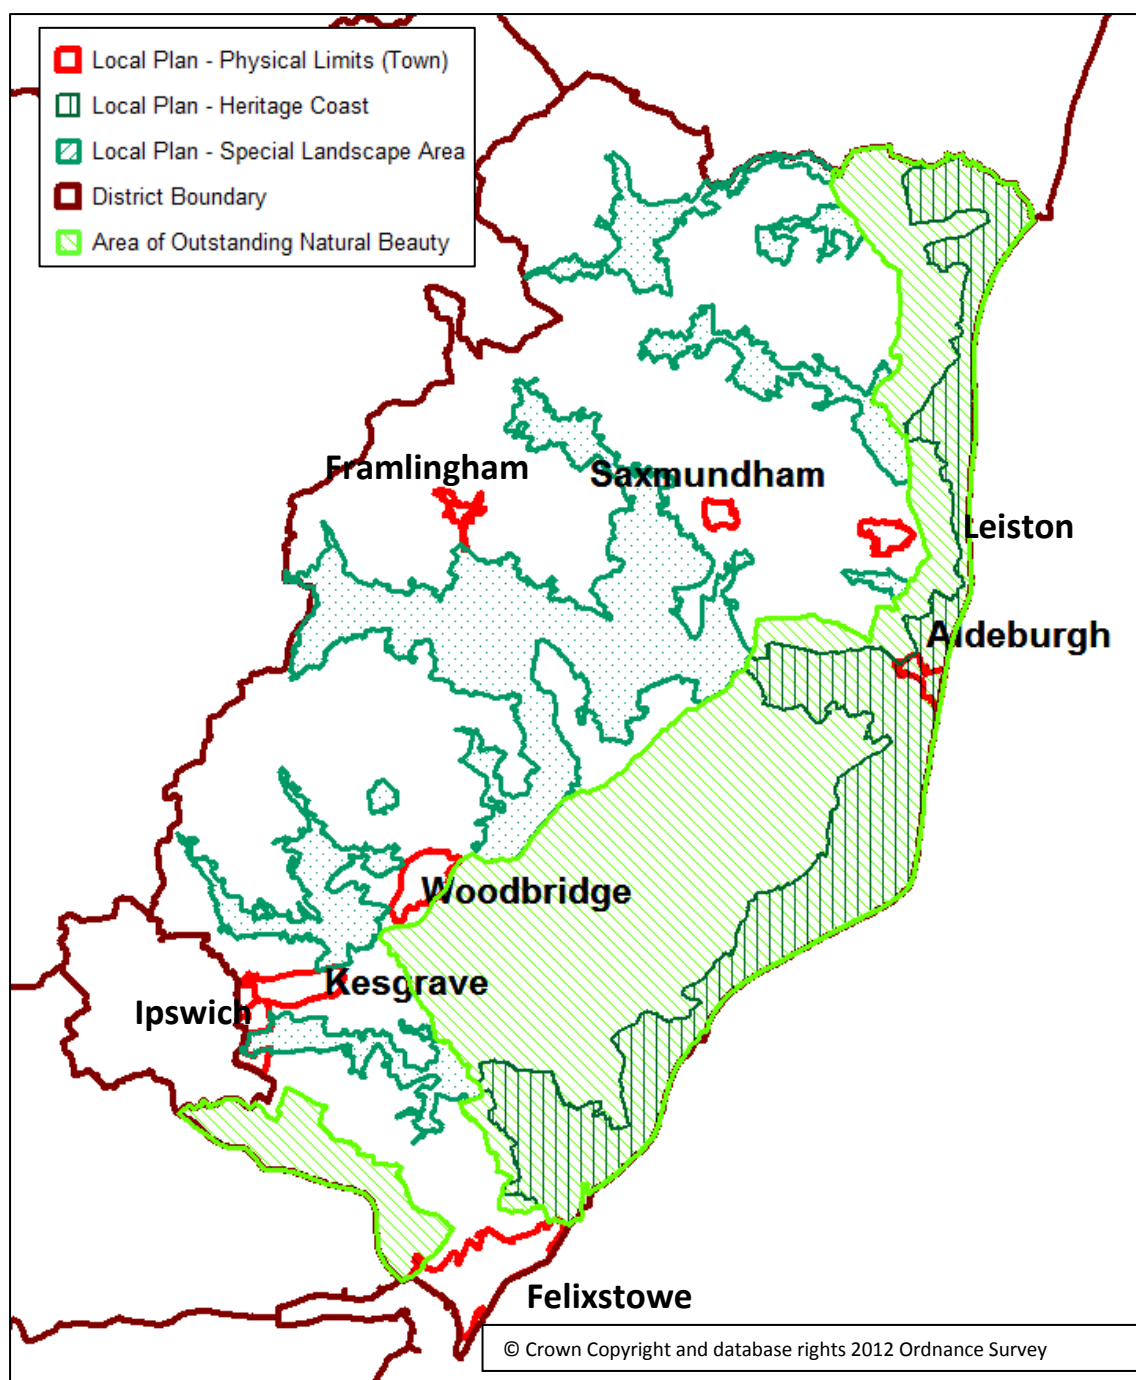 Local Plan - Physical Limits (Town)
Local Plan - Heritage Coast
Local Plan - Special Landscape Area
District Boundary
Area of Outstanding Natural Beauty
Framlingham
Saxmundham
Leiston
Aldeburgh
Woodbridge
Kesgrave
Ipswich
Felixstowe
© Crown Copyright and database rights 2012 Ordnance Survey